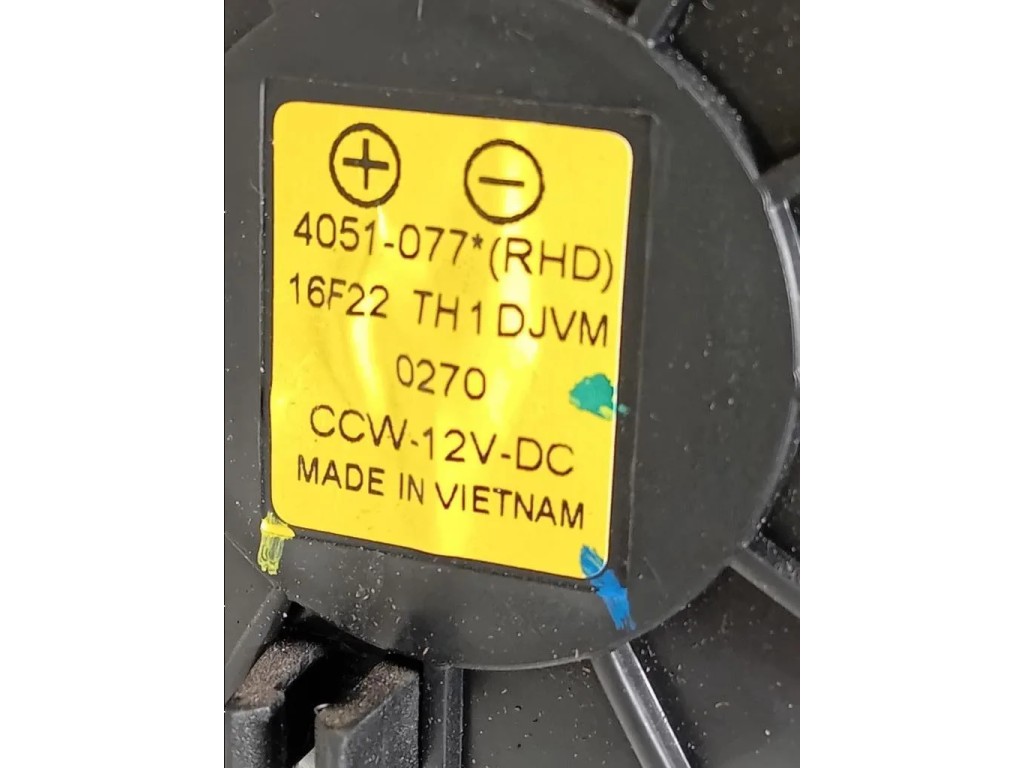 4051-077*(RHD)
16F22 TH1DJVM
0270
CCW-12V-DC
MADE IN VIETNAM